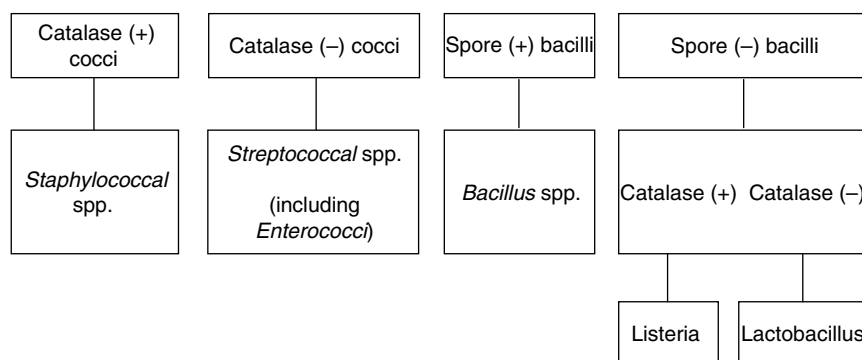 Catalase (+)
cocci
Catalase (–) cocci
Spore (+) bacilli
Spore (–) bacilli
Staphylococcal
spp.
Streptococcal spp.
(including
Enterococci)
Bacillus spp.
Catalase (+) Catalase (–)
Listeria
Lactobacillus